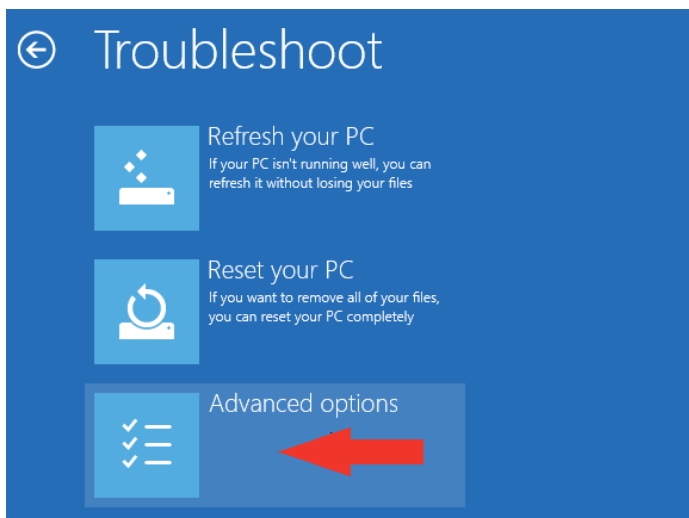 Troubleshoot
Refresh your PC
If your PC isn't running well, you can
refresh it without losing your files
Reset your PC
If you want to remove all of your files,
you can reset your PC completely
Advanced options